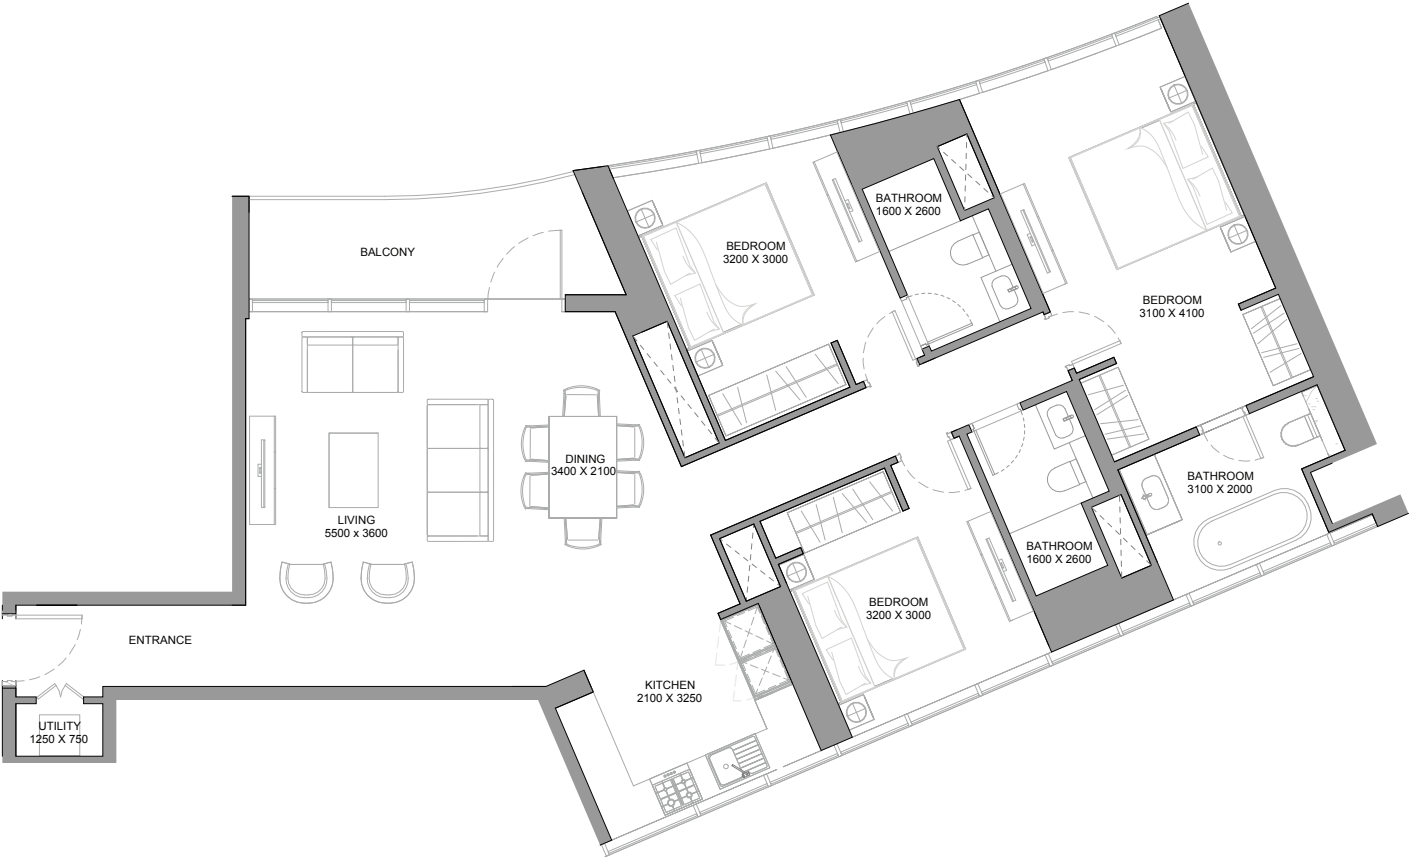 BATHROOM
1600 X 2600
BEDROOM
3200 X 3000
BALCONY
BEDROOM
3100 X 4100
DINING
3400 X 2100
BATHROOM
3100 X 2000
LIVING
5500 x 3600
BATHROOM
1600 X 2600
BEDROOM
3200 X 3000
ENTRANCE
KITCHEN
2100 X 3250
UTILITY
1250 X 750